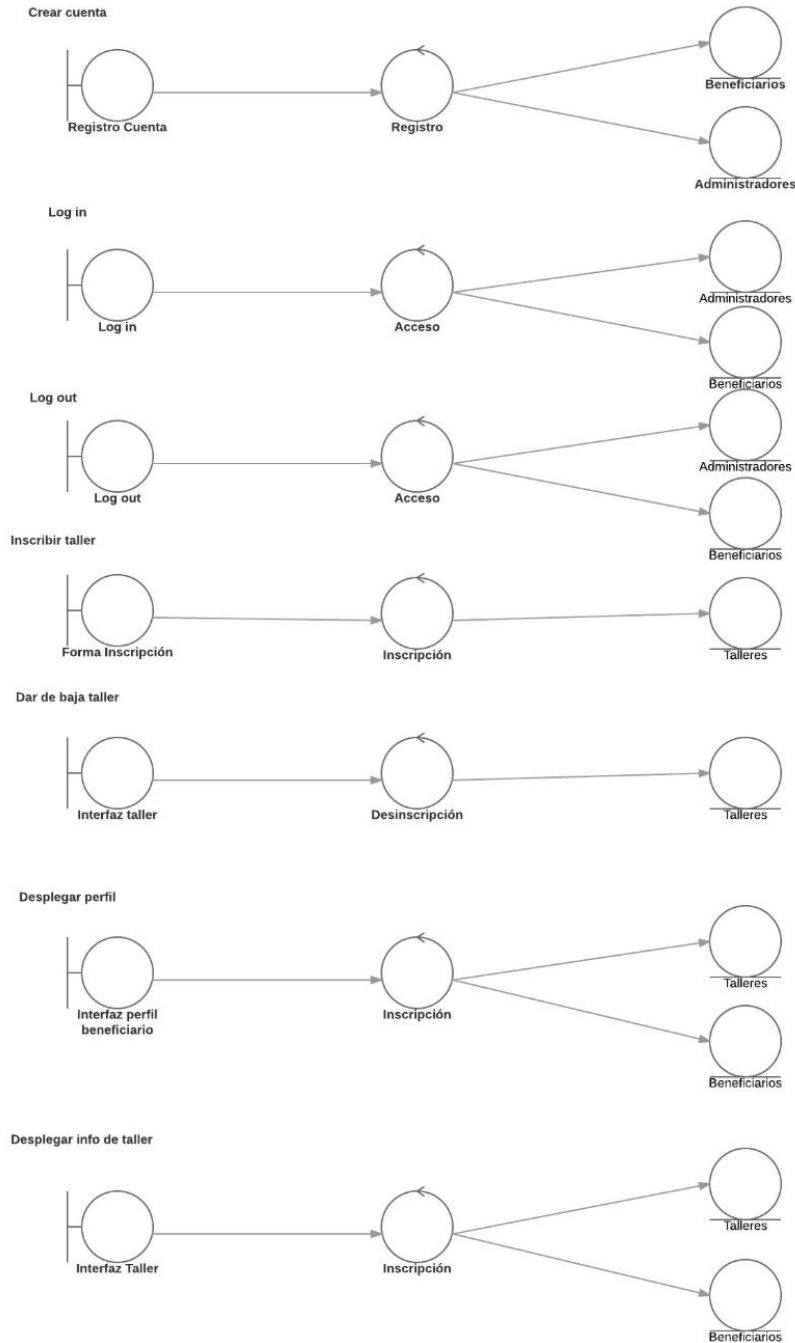 Crear cuenta
Beneficiarios
Registro Cuenta
Registro
Administradores
Log in
Administradores
Log in
Acceso
Beneficiarios
Log out
Administradores
Log out
Acceso
Beneficiarios
Inscribir taller
Forma Inscripción
Inscripción
Talleres
Dar de baja taller
Interfaz taller
Desinscripción
Talleres
Desplegar perfil
Talleres
Interfaz perfil
beneficiario
Inscripción
Beneficiarios
Desplegar info de taller
Talleres
Interfaz Taller
Inscripción
Beneficiarios